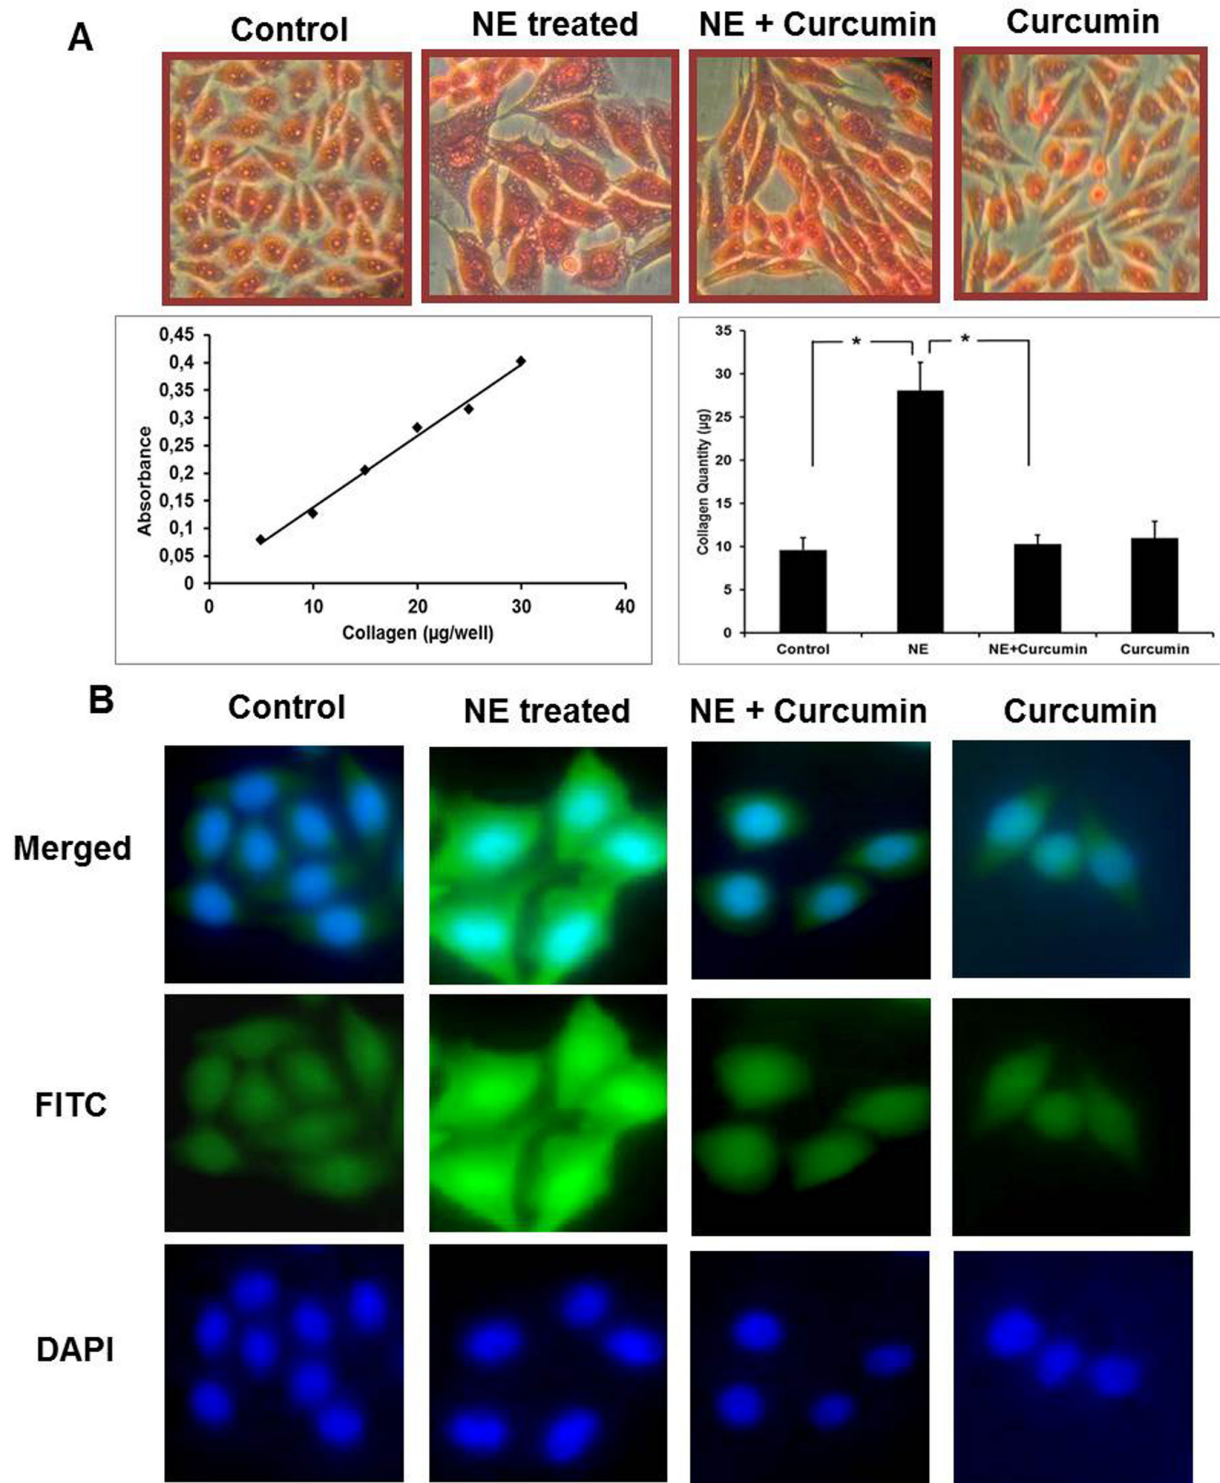 A
Control
NE treated
NE + Curcumin
Curcumin
0,45
0,4
0,35
0,3
0,25
0,2
0,15
0,1
0,05
0
Absorbance
0
10
20
30
40
Collagen (µg/well)
35
30
25
20
15
10
5
0
Collagen Quantity (µg)
*
*
Control
NE
NE+Curcumin
Curcumin
B
Control
NE treated
NE + Curcumin
Curcumin
Merged
FITC
DAPI